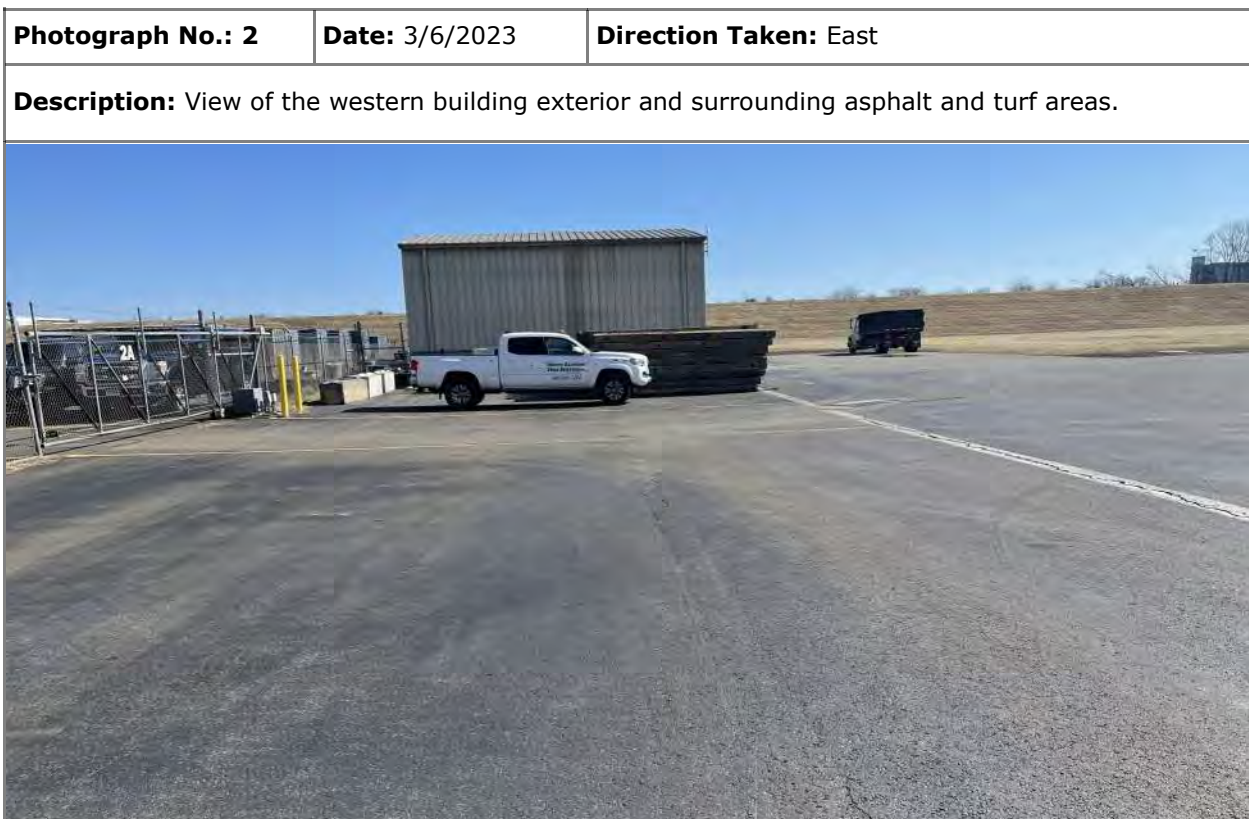 Photograph No.: 2
Date: 3/6/2023
Direction Taken: East
Description: View of the western building exterior and surrounding asphalt and turf areas.
2A